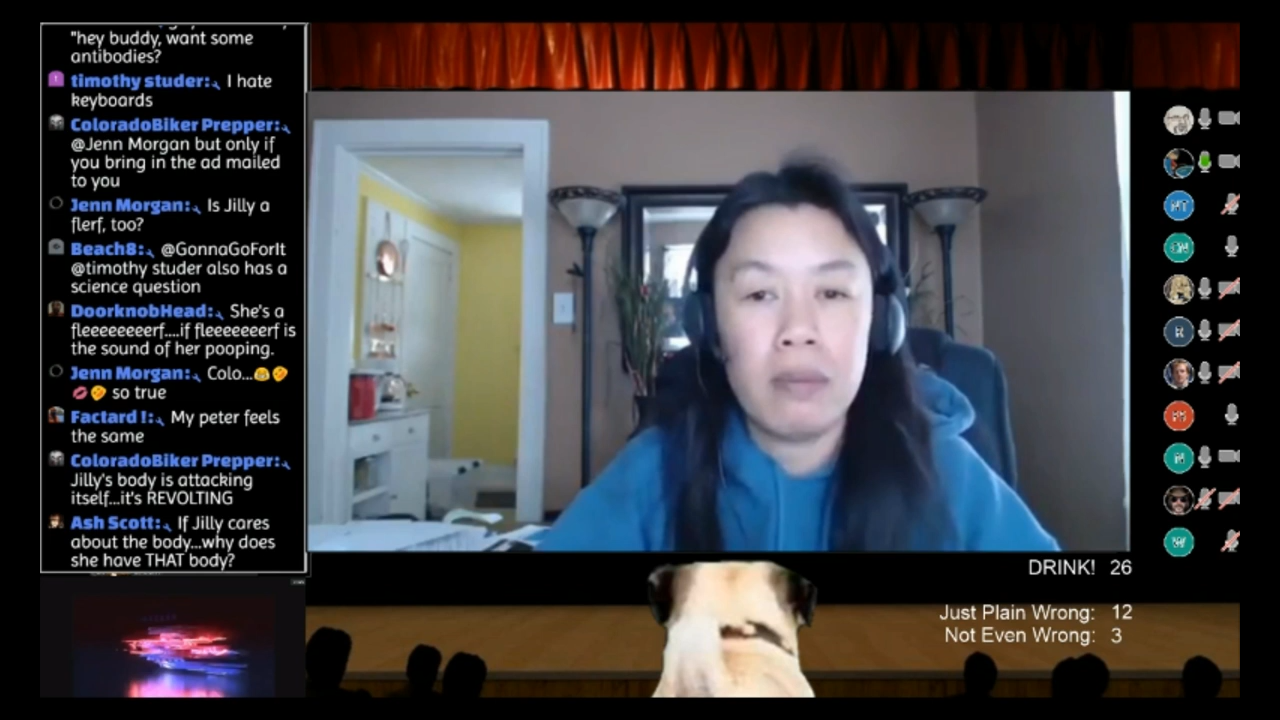 "hey buddy, want some
antibodies?
timothy studer: I hate
keyboards
ColoradoBiker Prepper:
@Jenn Morgan but only if
you bring in the ad mailed
to you
Jenn Morgan: Is Jilly a
flerf, too?
Beach8: @GonnaGoForIt
@timothy studer also has a
science question
DoorknobHead: She's a
fleeeeeeeerf....if fleeeeeeerf is
the sound of her pooping.
Jenn Morgan: Colo...😂🤌
💋🤌 so true
Factard !: My peter feels
the same
ColoradoBiker Prepper:
Jilly's body is attacking
itself...it's REVOLTING
Ash Scott: If Jilly cares
about the body...why does
she have THAT body?
DRINK! 26
Just Plain Wrong: 12
Not Even Wrong: 3